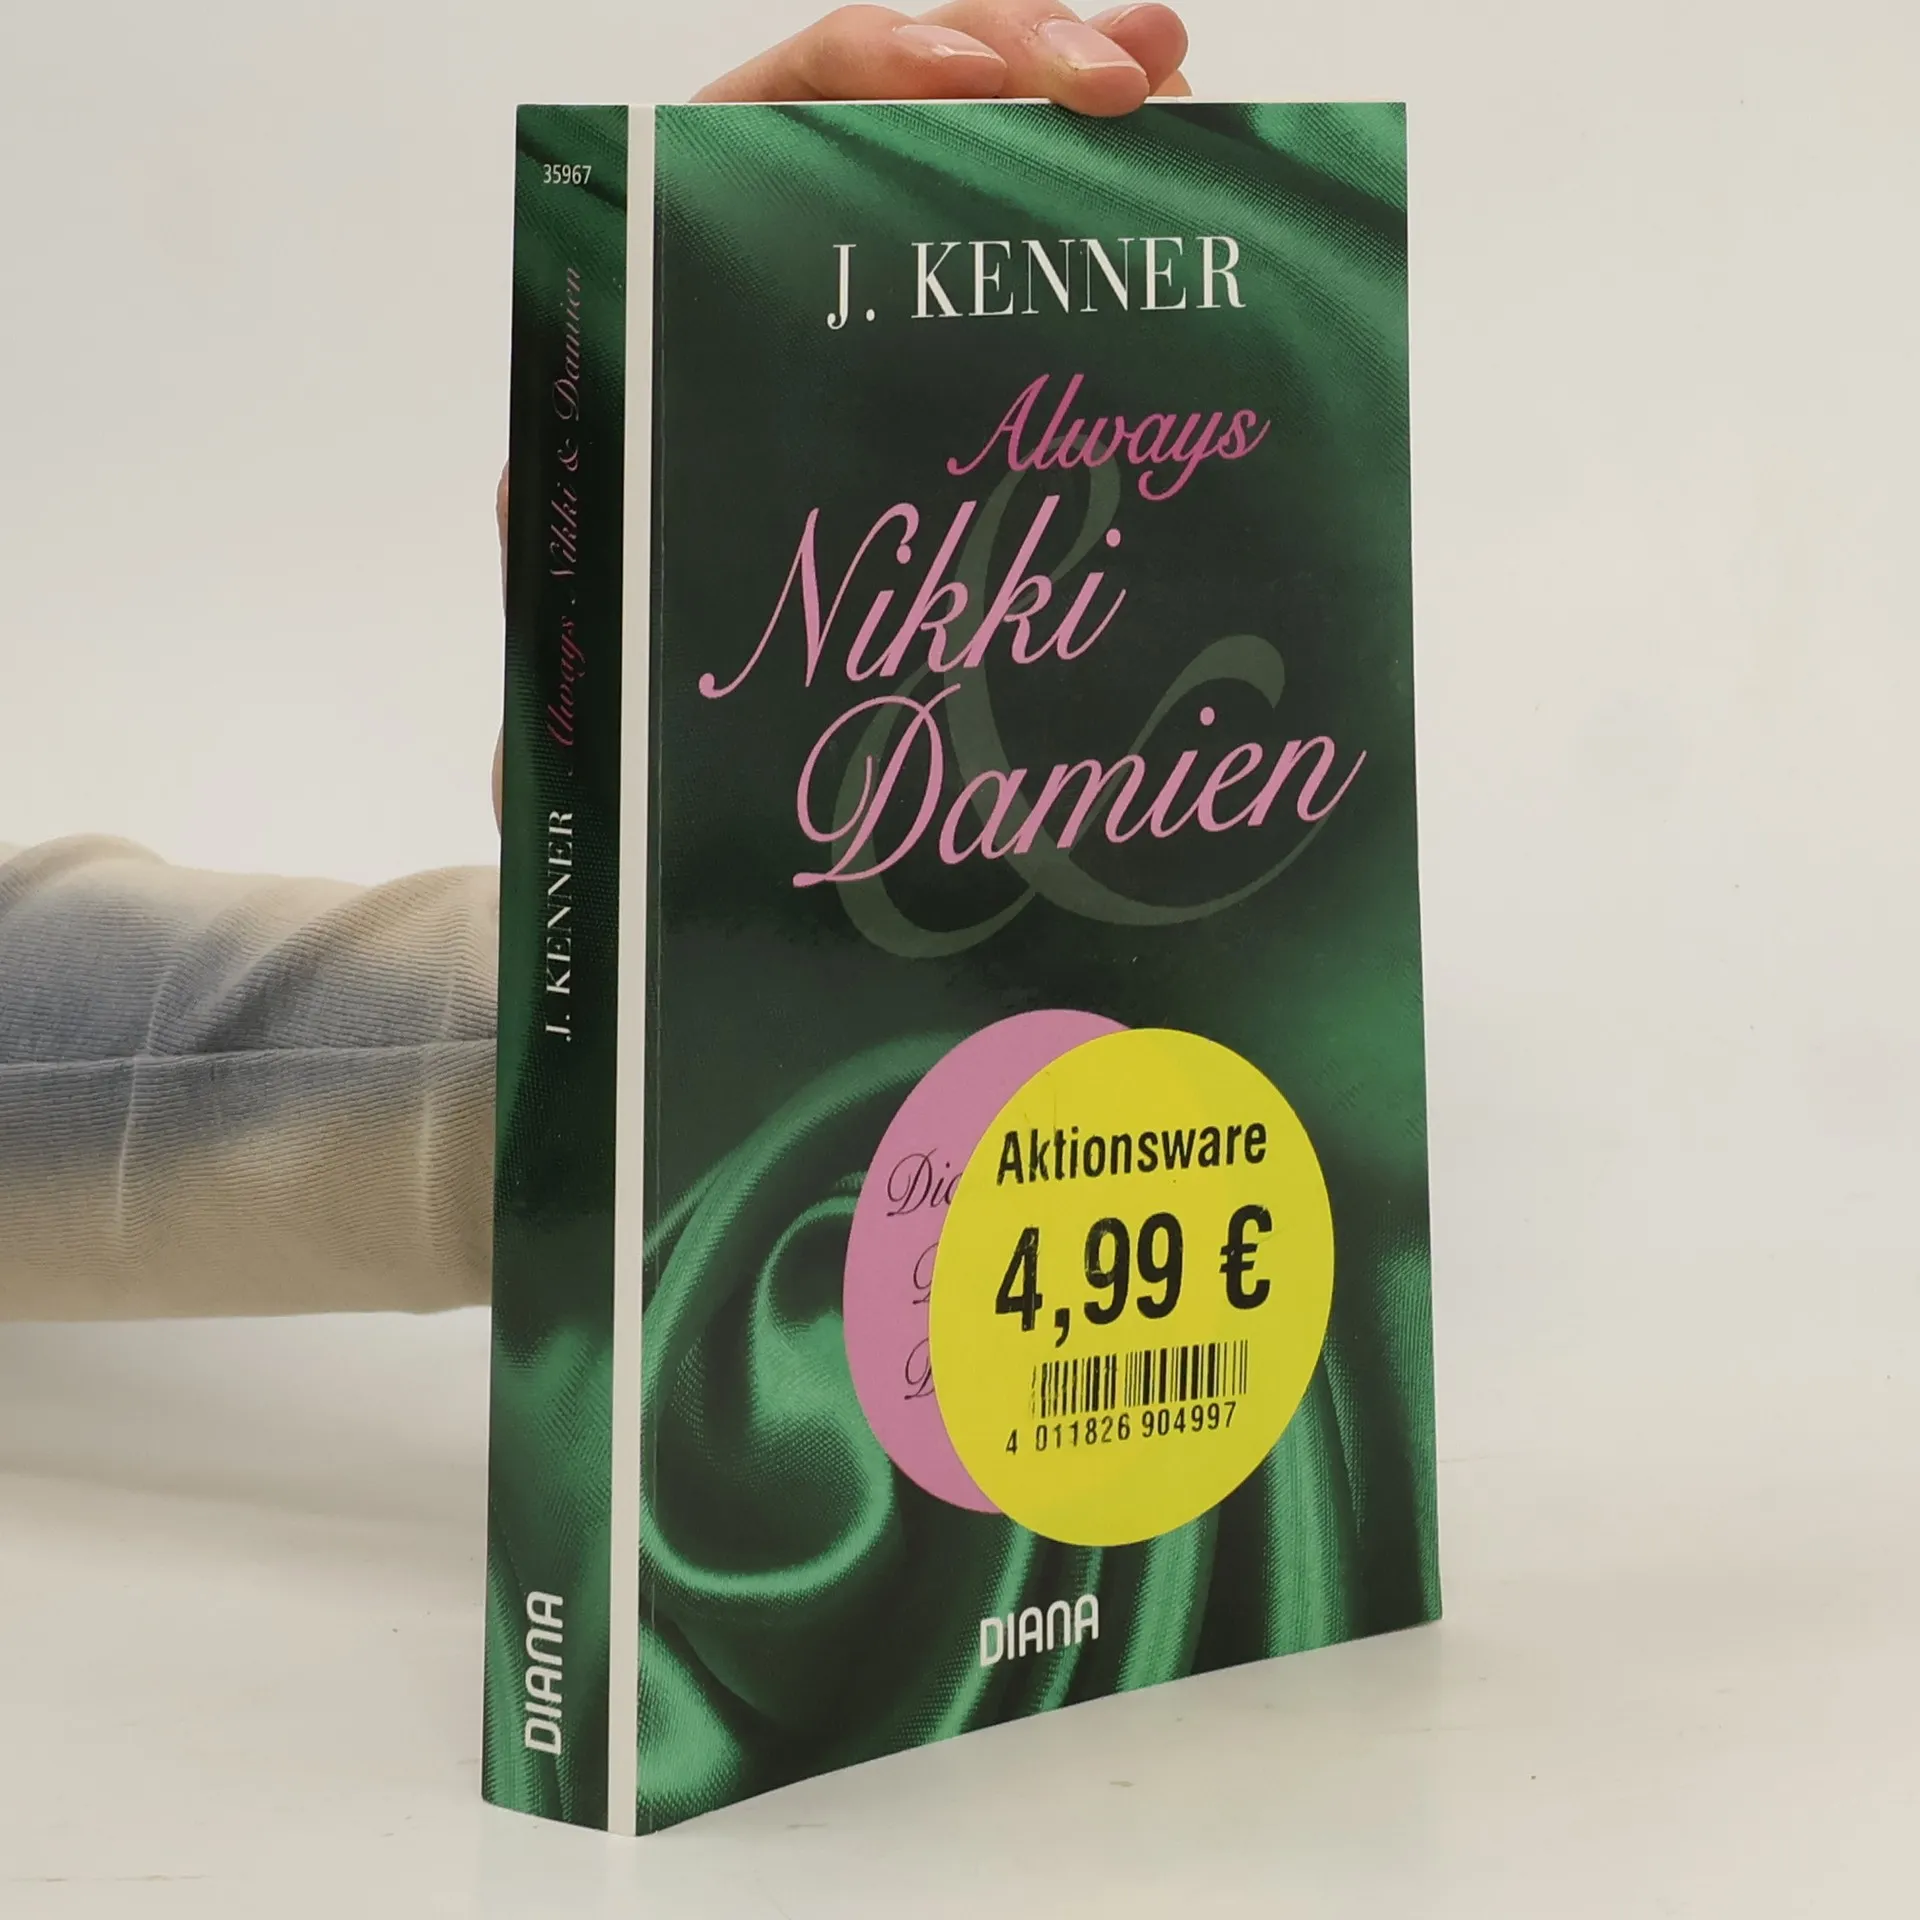 35967
J. KENNER Always Nikki & Damien
DIANA
J. KENNER
Always
Nikki
&
Damien
Aktionsware
4,99 €
4 011826 904997
DIANA